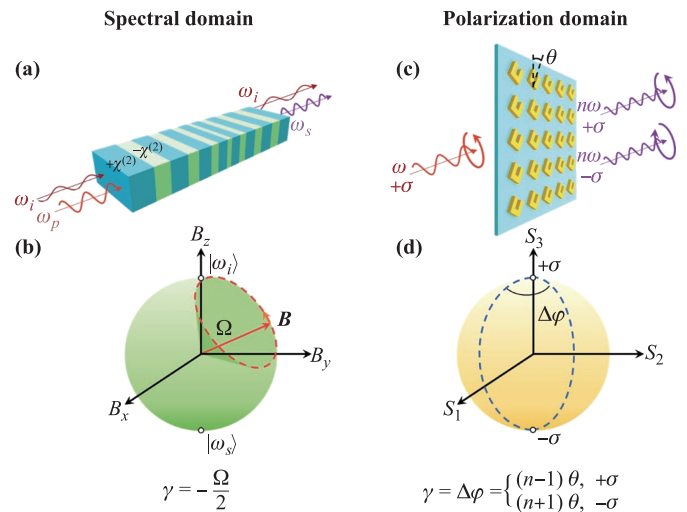 Spectral domain
Polarization domain
(a)
ω_i
ω_s
−χ^(2)
+χ^(2)
ω_i
ω_p
(b)
B_z
|ω_i⟩
Ω
B
B_y
B_x
|ω_s⟩
γ = − Ω/2
(c)
θ
nω
+σ
ω
+σ
nω
−σ
(d)
S_3
+σ
Δφ
S_2
S_1
−σ
γ = Δφ = { (n−1) θ, +σ
(n+1) θ, −σ